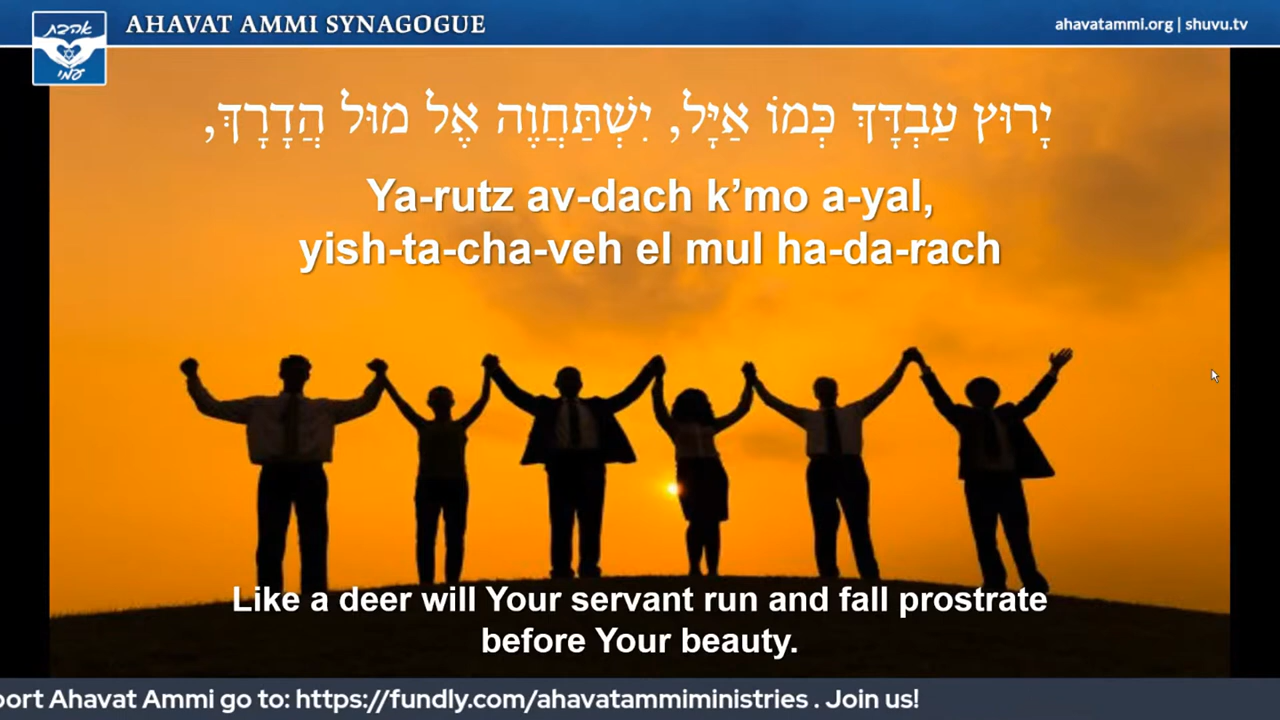 אהבת
עמי
AHAVAT AMMI SYNAGOGUE
ahavatammi.org | shuvu.tv
יָרוּץ עַבְדָּךְ כְּמוֹ אַיָּל, יִשְׁתַּחֲוֶה אֶל מוּל הֲדָרָךְ,
Ya-rutz av-dach k’mo a-yal,
yish-ta-cha-veh el mul ha-da-rach
Like a deer will Your servant run and fall prostrate
before Your beauty.
port Ahavat Ammi go to: https://fundly.com/ahavatammiministries . Join us!